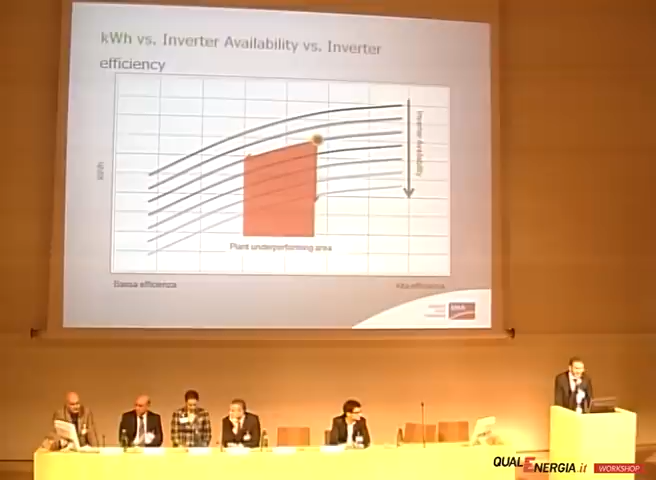 kWh vs. Inverter Availability vs. Inverter
efficiency
kWh
Inverter Availability
Plant underperforming area
Bassa efficienza
Alta efficienza
SMA
QUALENERGIA.it WORKSHOP